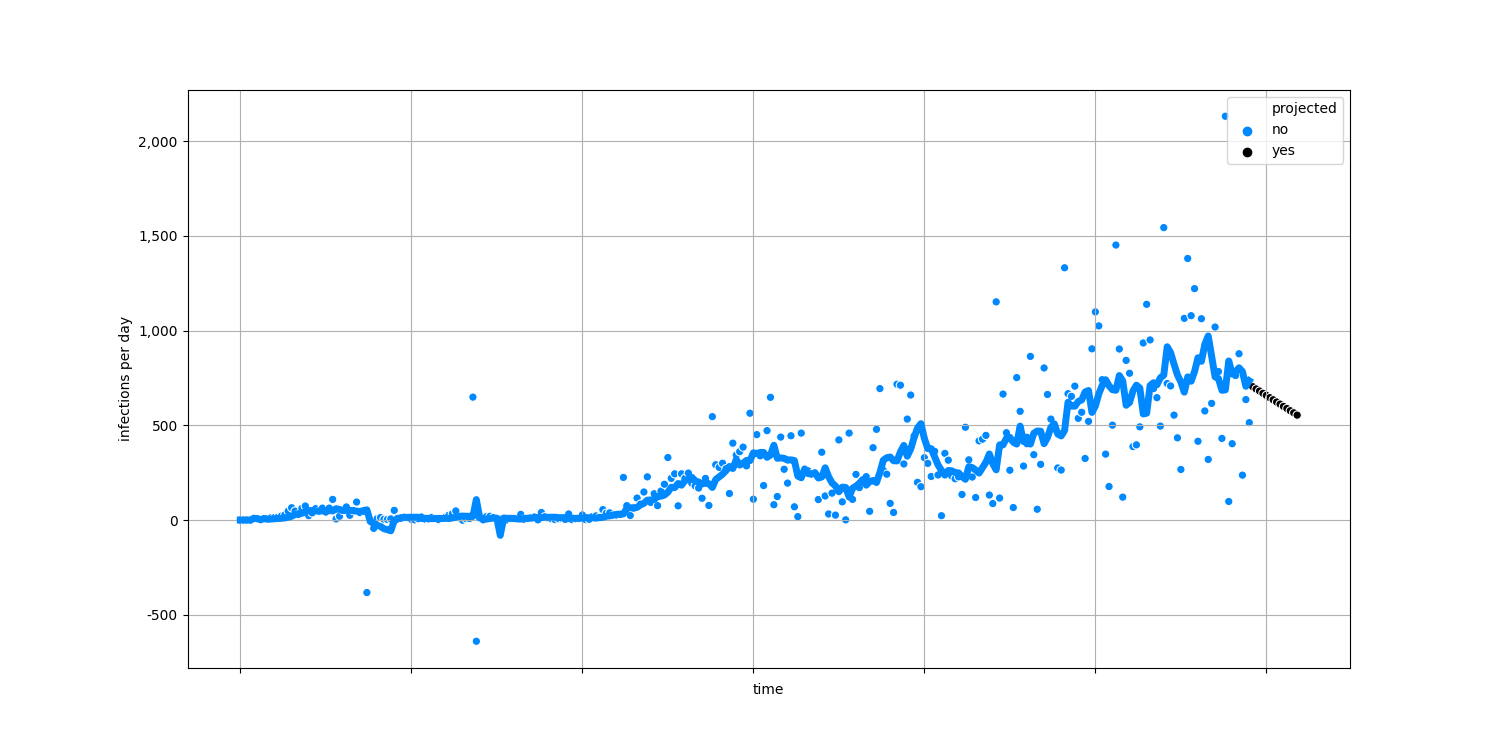 projected
no
yes
2,000
1,500
1,000
500
0
-500
infections per day
time